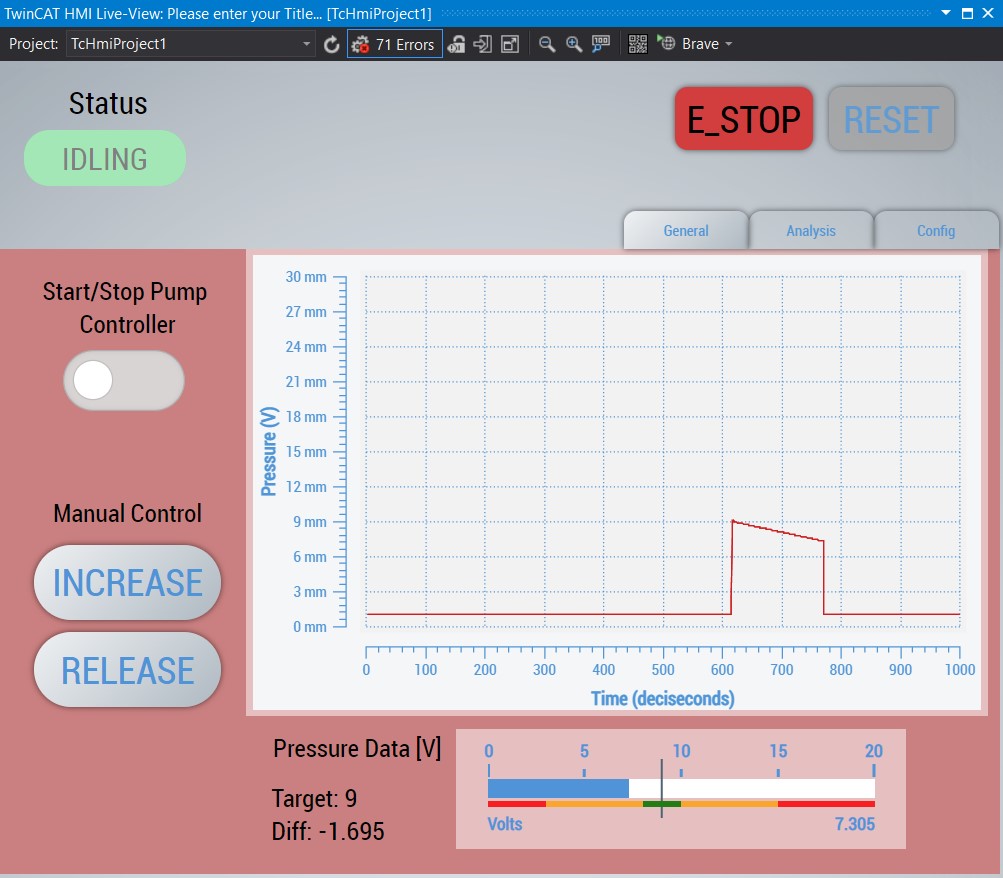 TwinCAT HMI Live-View: Please enter your Title... [TcHmiProject1]
Project: TcHmiProject1 71 Errors 100 Brave
Status
IDLING
E_STOP
RESET
General
Analysis
Config
Start/Stop Pump
Controller
Manual Control
INCREASE
RELEASE
Pressure (V)
30 mm
27 mm
24 mm
21 mm
18 mm
15 mm
12 mm
9 mm
6 mm
3 mm
0 mm
0 100 200 300 400 500 600 700 800 900 1000
Time (deciseconds)
Pressure Data [V]
Target: 9
Diff: -1.695
0 5 10 15 20
Volts 7.305